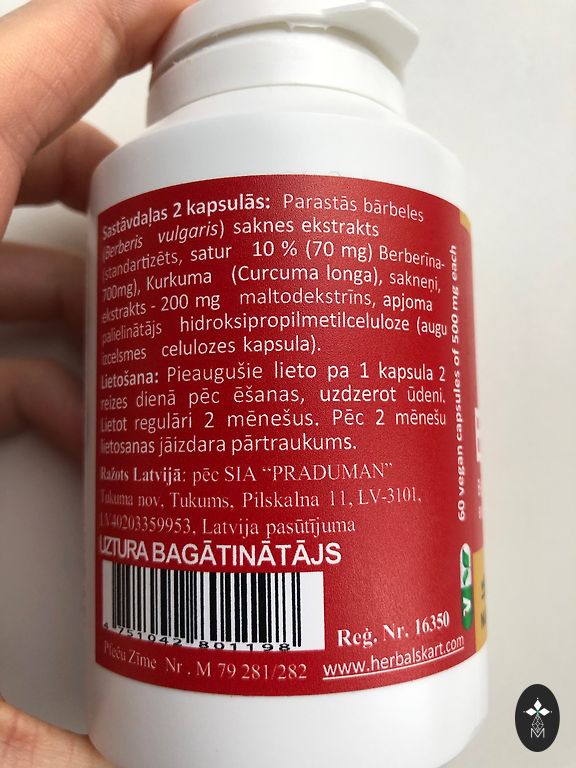 Sastāvdaļas 2 kapsulās: Parastās bārbeles
(Berberis vulgaris) saknes ekstrakts
(standartizēts, satur 10 % (70 mg) Berberīna-
700mg), Kurkuma (Curcuma longa), sakneņi,
ekstrakts - 200 mg maltodekstrīns, apjoma
palielinātājs hidroksipropilmetilceluloze (augu
izcelsmes celulozes kapsula).
Lietošana: Pieaugušie lieto pa 1 kapsula 2
reizes dienā pēc ēšanas, uzdzerot ūdeni.
Lietot regulāri 2 mēnešus. Pēc 2 mēnešu
lietosanas jāizdara pārtraukums.
Ražots Latvijā: pēc SIA “PRADUMAN”
Tukuma nov, Tukums, Pilskalna 11, LV-3101,
LV40203359953, Latvija pasūtījuma
UZTURA BAGĀTINĀTĀJS
4 751042 801198
Reģ. Nr. 16350
Pfeču Zīme Nr. M 79 281/282 www.herbalskart.com
60 vegan capsules of 500 mg each
V
M